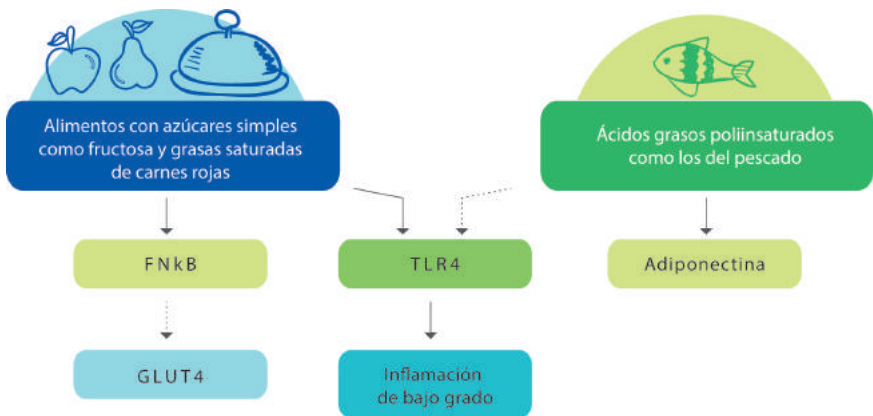 Alimentos con azúcares simples
como fructosa y grasas saturadas
de carnes rojas
Ácidos grasos poliinsaturados
como los del pescado
FNkB
TLR4
Adiponectina
GLUT4
Inflamación
de bajo grado